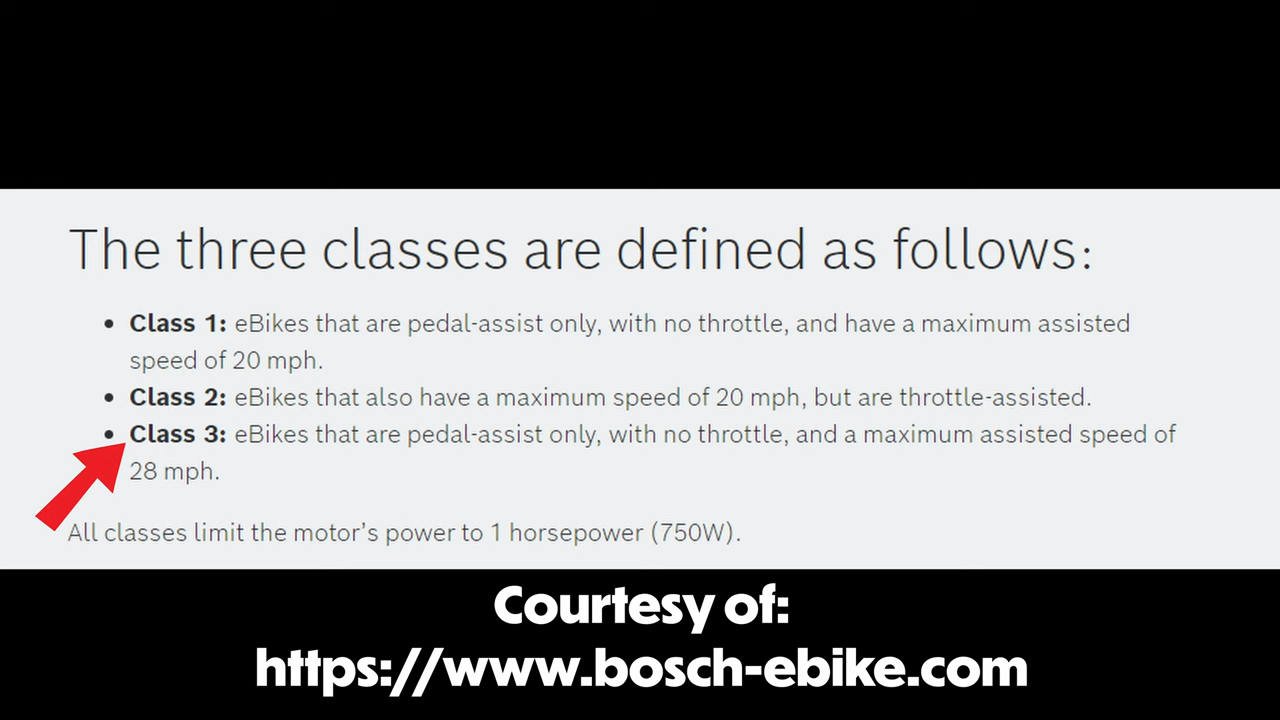 The three classes are defined as follows:
• Class 1: eBikes that are pedal-assist only, with no throttle, and have a maximum assisted
speed of 20 mph.
• Class 2: eBikes that also have a maximum speed of 20 mph, but are throttle-assisted.
• Class 3: eBikes that are pedal-assist only, with no throttle, and a maximum assisted speed of
28 mph.
All classes limit the motor’s power to 1 horsepower (750W).
Courtesy of:
https://www.bosch-ebike.com